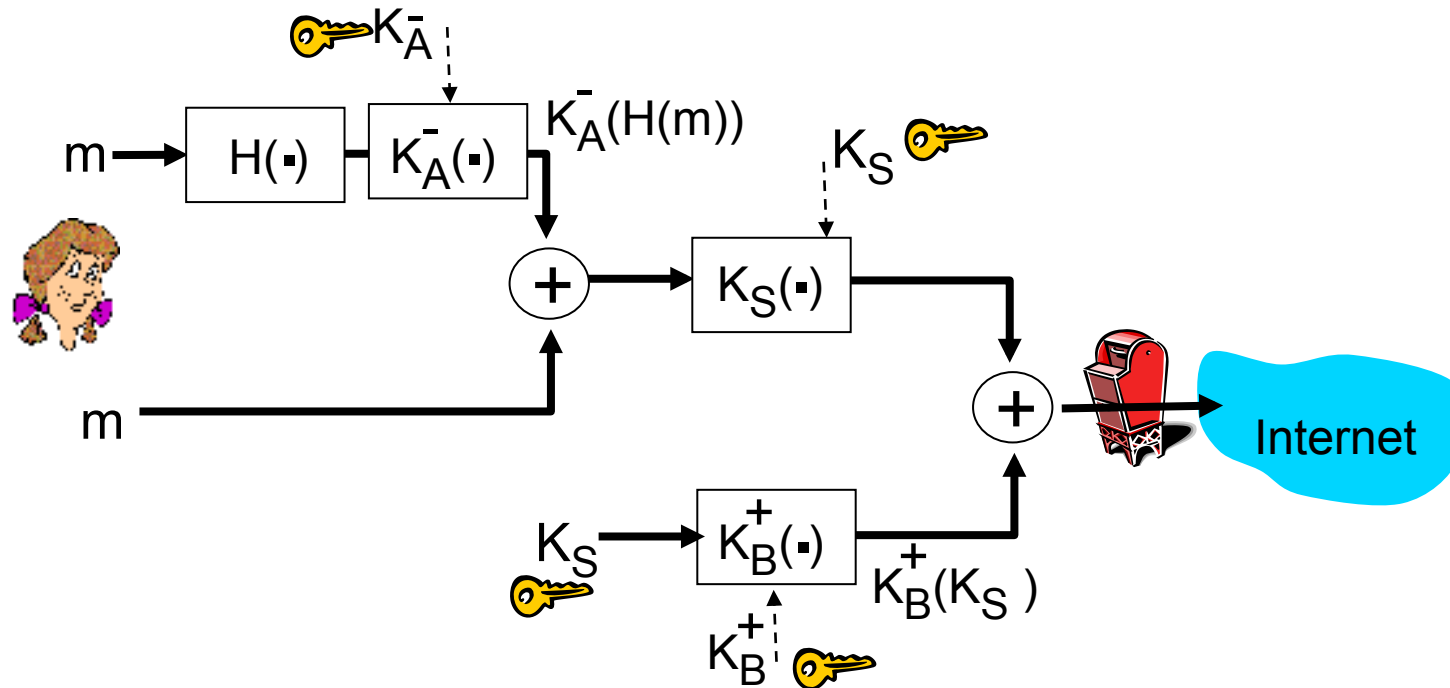 K_A^-
m
H(▪)
K_A^-(▪)
K_A^-(H(m))
K_S
+
K_S(▪)
m
+
Internet
K_S
K_B^+(▪)
K_B^+(K_S )
K_B^+